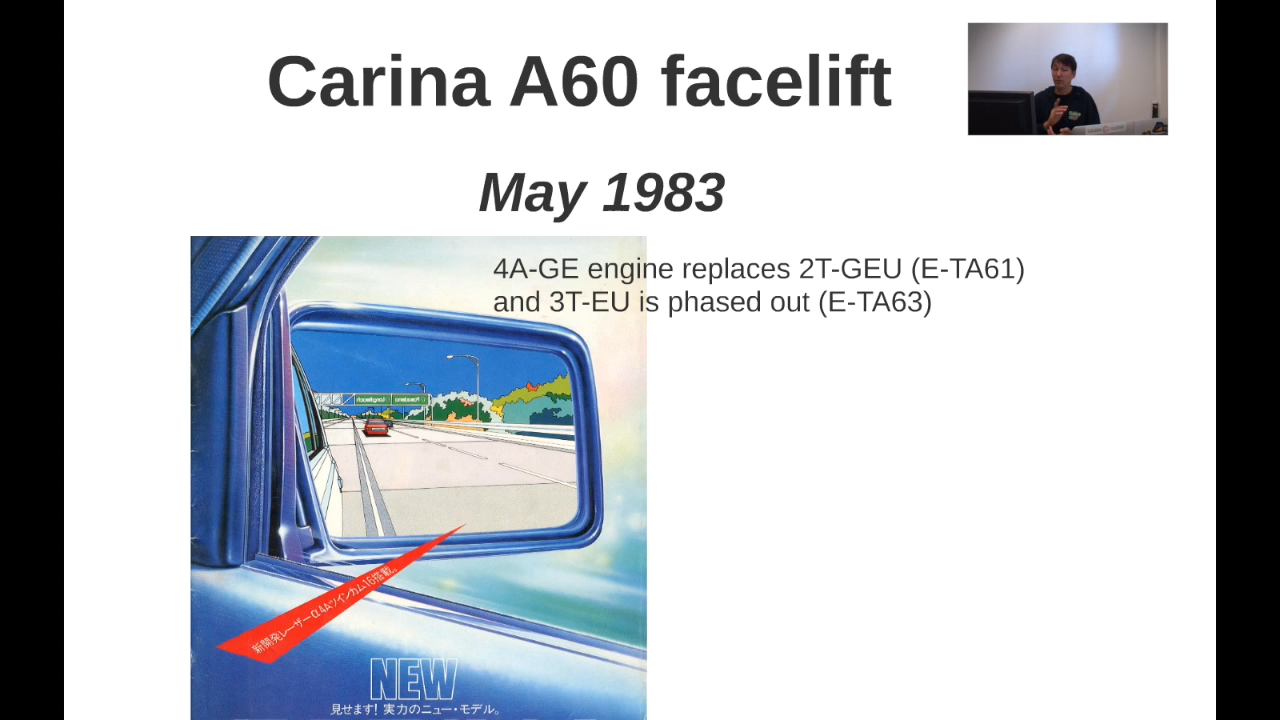 Carina A60 facelift
May 1983
4A-GE engine replaces 2T-GEU (E-TA61)
and 3T-EU is phased out (E-TA63)
新開発レーザーα4Aツインカム16搭載。
NEW
見せます! 実力のニュー・モデル。